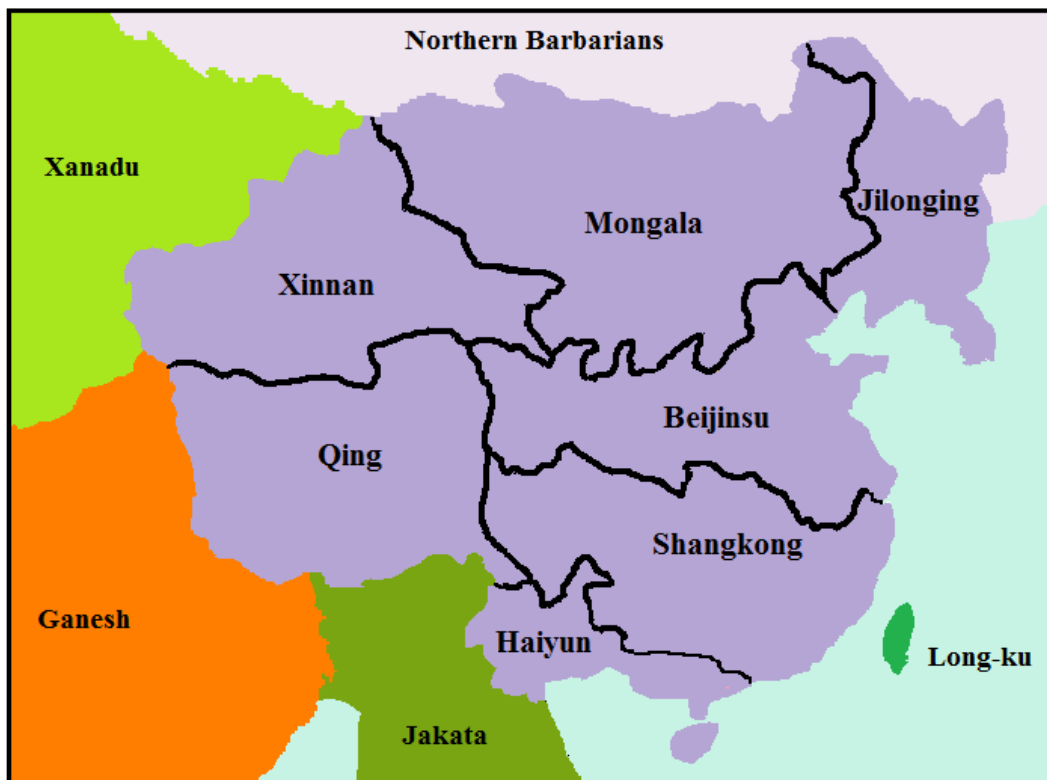 Northern Barbarians
Xanadu
Jilonging
Mongala
Xinnan
Beijinsu
Qing
Shangkong
Ganesh
Haiyun
Long-ku
Jakata